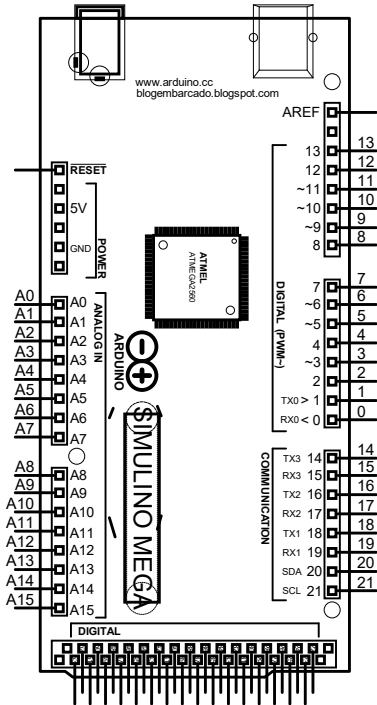 www.arduino.cc
blogembarcado.blogspot.com
AREF
13 13
12 12
~11 11
~10 10
~9 9
8 8
RESET
5V
GND
POWER
ATMEL
ATMEGA2560
DIGITAL (PWM~)
7 7
~6 6
~5 5
4 4
~3 3
2 2
TX0 > 1 1
RX0 < 0 0
A0 A0
A1 A1
A2 A2
A3 A3
A4 A4
A5 A5
A6 A6
A7 A7
ANALOG IN
ARDUINO
SIMULINO MEGA
A8 A8
A9 A9
A10 A10
A11 A11
A12 A12
A13 A13
A14 A14
A15 A15
COMMUNICATION
TX3 14 14
RX3 15 15
TX2 16 16
RX2 17 17
TX1 18 18
RX1 19 19
SDA 20 20
SCL 21 21
DIGITAL